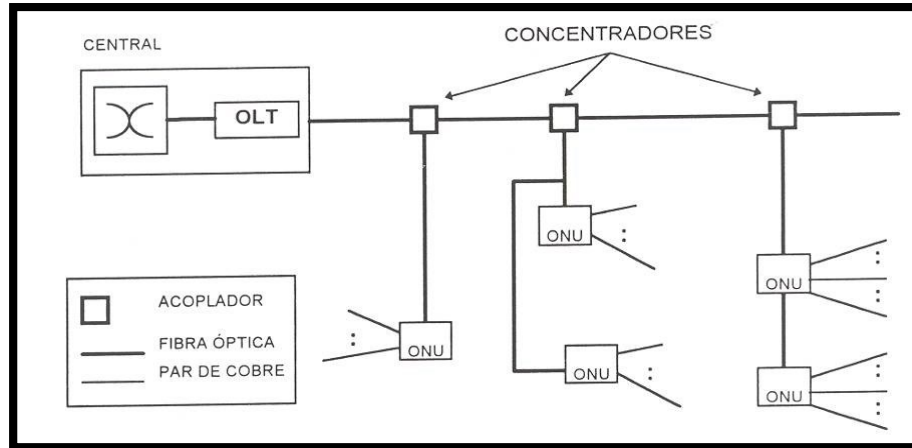 CENTRAL
CONCENTRADORES
OLT
ONU
ONU
ONU
ONU
ONU
ACOPLADOR
FIBRA ÓPTICA
PAR DE COBRE